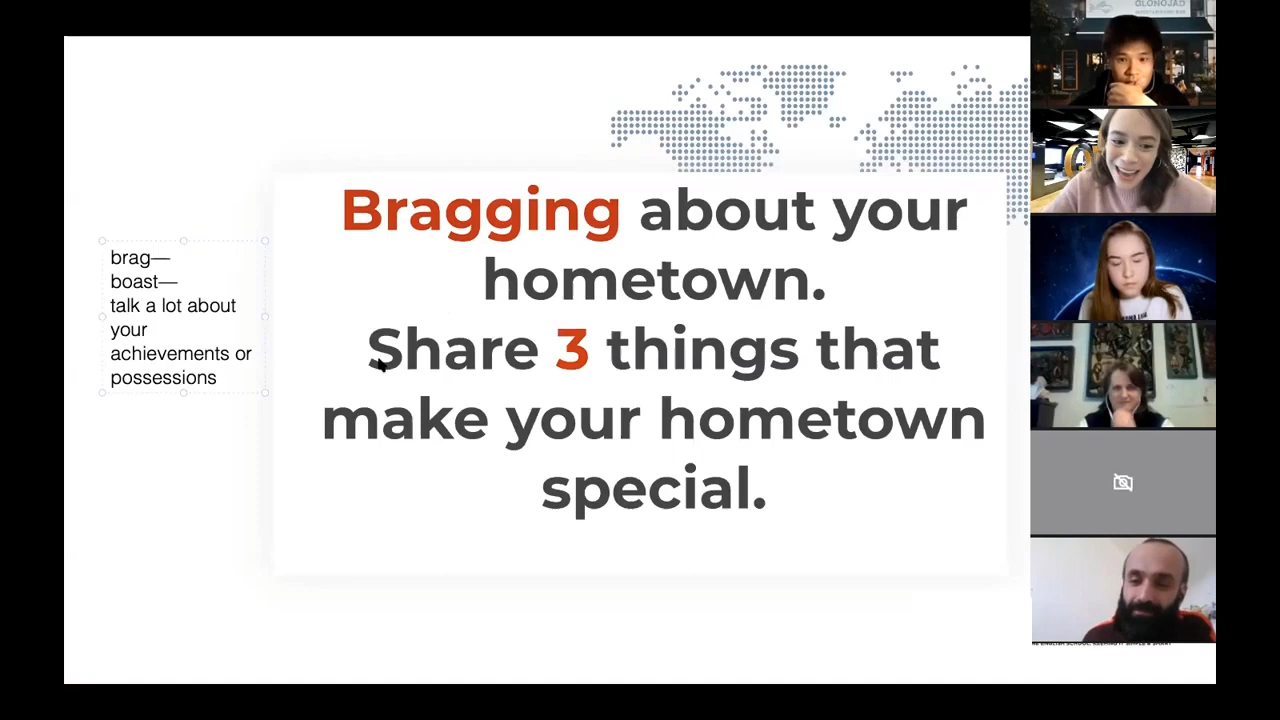 Bragging about your
hometown.
Share 3 things that
make your hometown
special.
brag—
boast—
talk a lot about
your
achievements or
possessions